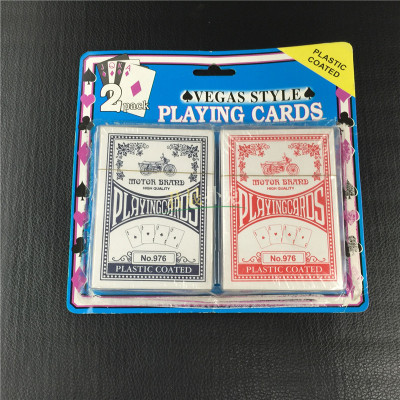 PLASTIC
COATED
2 pack
VEGAS STYLE
PLAYING CARDS
MOTOR BRAND
HIGH QUALITY
PLAYINGCARDS
No.976
PLASTIC COATED
MOTOR BRAND
HIGH QUALITY
PLAYINGCARDS
No.976
PLASTIC COATED